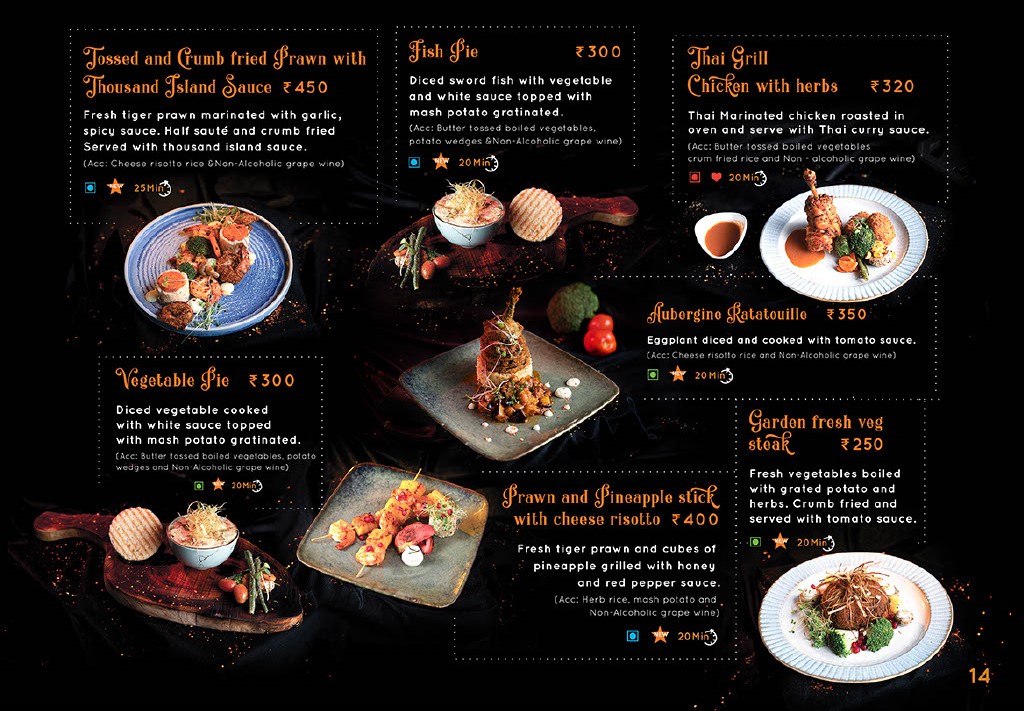 Tossed and Crumb fried Prawn with
Thousand Island Sauce ₹450
Fresh tiger prawn marinated with garlic,
spicy sauce. Half sauté and crumb fried
Served with thousand island sauce.
(Acc: Cheese risotto rice &Non-Alcoholic grape wine)
NEW 25Min
Fish Pie ₹300
Diced sword fish with vegetable
and white sauce topped with
mash potato gratinated.
(Acc: Butter tossed boiled vegetables,
potato wedges &Non-Alcoholic grape wine)
NEW 20Min
Thai Grill
Chicken with herbs ₹320
Thai Marinated chicken roasted in
oven and serve with Thai curry sauce.
(Acc: Butter tossed boiled vegetables
crum fried rice and Non - alcoholic grape wine)
20Min
Aubergine Ratatouille ₹350
Eggplant diced and cooked with tomato sauce.
(Acc: Cheese risotto rice and Non-Alcoholic grape wine)
NEW 20Min
Vegetable Pie ₹300
Diced vegetable cooked
with white sauce topped
with mash potato gratinated.
(Acc: Butter tossed boiled vegetables, potato
wedges and Non-Alcoholic grape wine)
NEW 20Min
Garden fresh veg
steak ₹250
Fresh vegetables boiled
with grated potato and
herbs. Crumb fried and
served with tomato sauce.
NEW 20Min
Prawn and Pineapple stick
with cheese risotto ₹400
Fresh tiger prawn and cubes of
pineapple grilled with honey
and red pepper sauce.
(Acc: Herb rice, mash potato and
Non-Alcoholic grape wine)
NEW 20Min
14